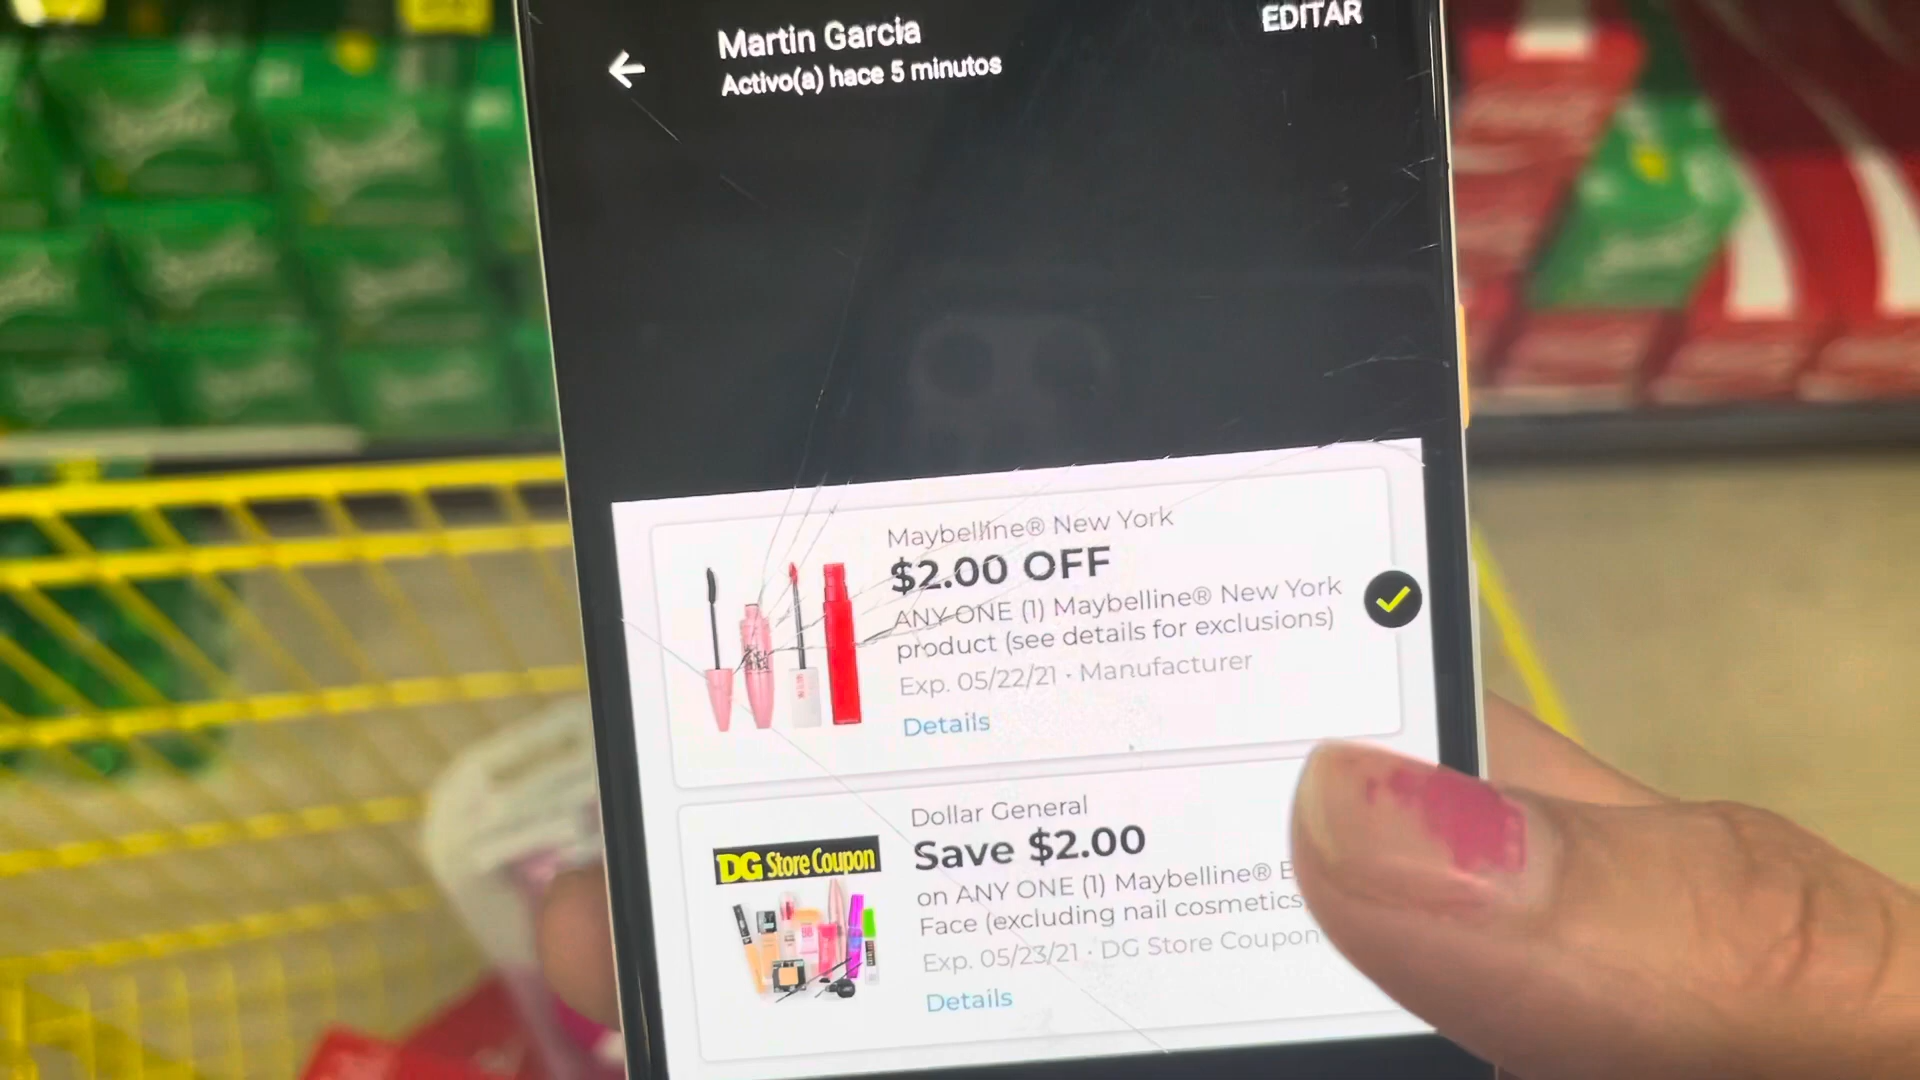 Martin Garcia
EDITAR
Activo(a) hace 5 minutos
Maybelline® New York
$2.00 OFF
ANY ONE (1) Maybelline® New York
product (see details for exclusions)
Exp. 05/22/21 · Manufacturer
Details
Dollar General
DG Store Coupon
Save $2.00
on ANY ONE (1) Maybelline®
Face (excluding nail cosmetics
Exp. 05/23/21 · DG Store Coupon
Details